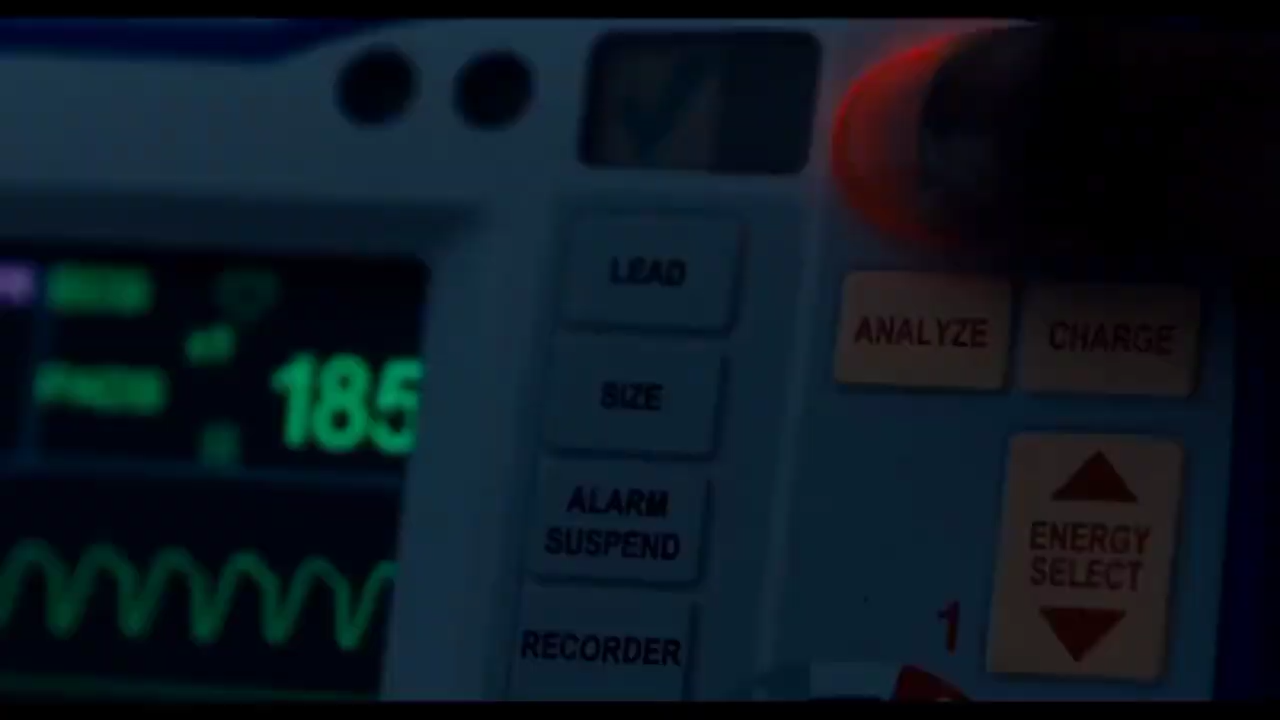 185
LEAD
SIZE
ALARM
SUSPEND
RECORDER
ANALYZE
CHARGE
ENERGY
SELECT
1